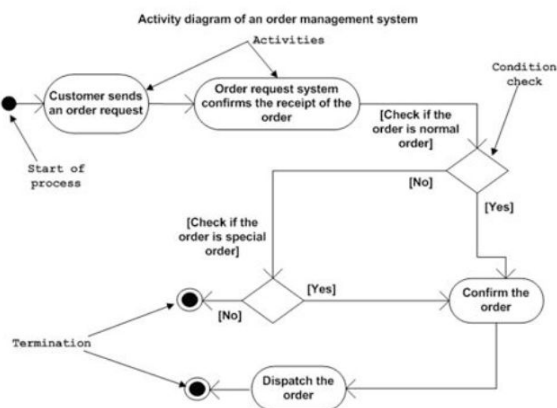 Activity diagram of an order management system
Activities
Condition
check
Customer sends
an order request
Order request system
confirms the receipt of the
order
[Check if the
order is normal
order]
Start of
process
[No]
[Yes]
[Check if the
order is special
order]
[Yes]
Confirm the
order
[No]
Termination
Dispatch the
order